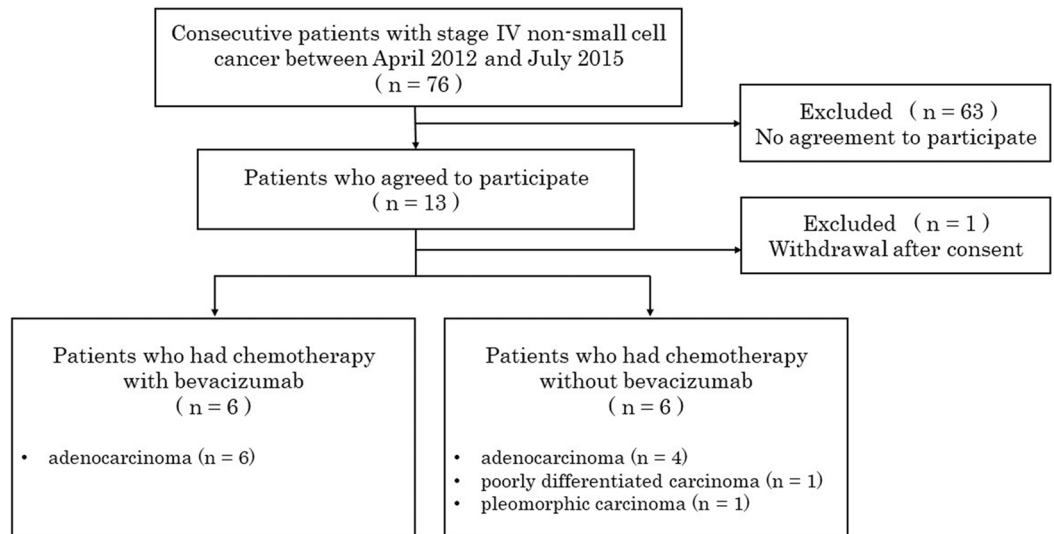 Consecutive patients with stage IV non-small cell
cancer between April 2012 and July 2015
( n = 76 )
Excluded ( n = 63 )
No agreement to participate
Patients who agreed to participate
( n = 13 )
Excluded ( n = 1 )
Withdrawal after consent
Patients who had chemotherapy
with bevacizumab
( n = 6 )
• adenocarcinoma (n = 6)
Patients who had chemotherapy
without bevacizumab
( n = 6 )
• adenocarcinoma (n = 4)
• poorly differentiated carcinoma (n = 1)
• pleomorphic carcinoma (n = 1)